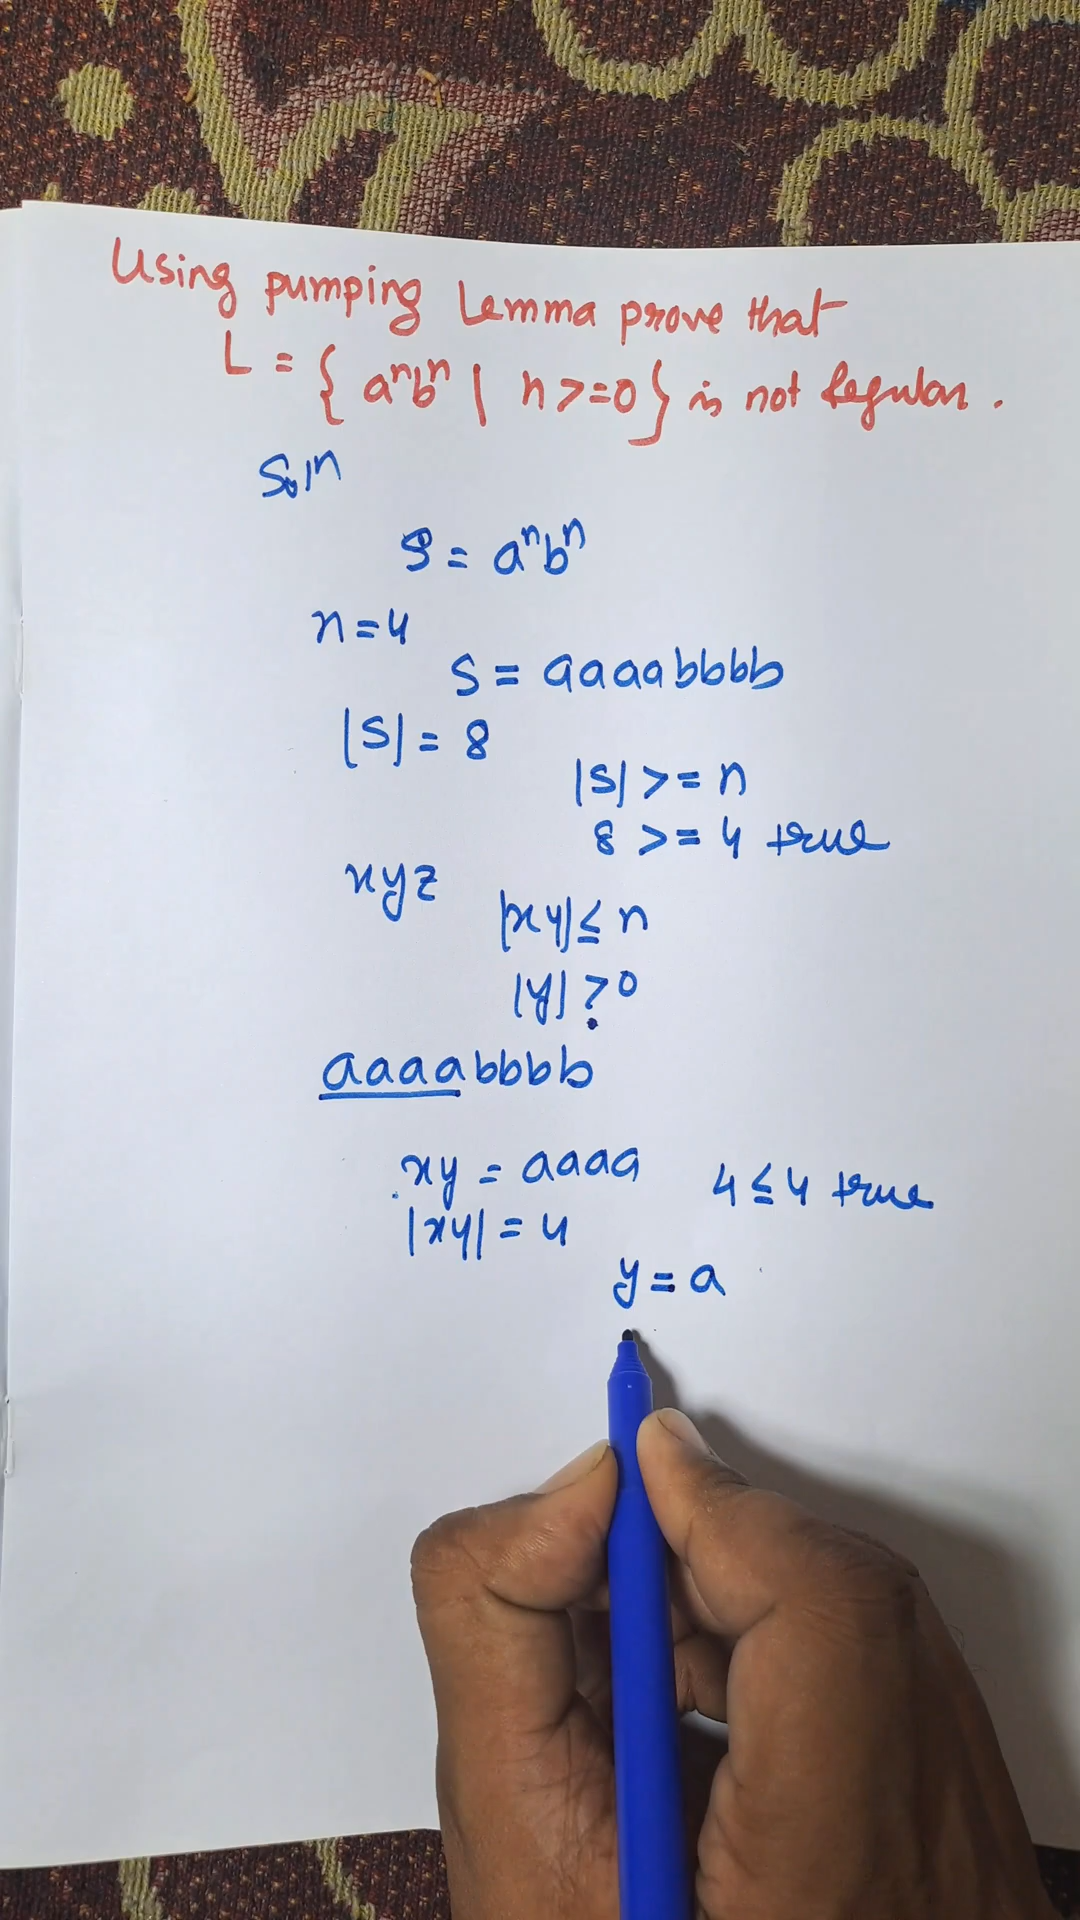 Using pumping Lemma prove that
L = { aⁿbⁿ | n >= 0 } is not Regular.
Solⁿ
S = aⁿbⁿ
n = 4
S = aaaabbbb
|S| = 8
|S| >= n
8 >= 4 true
xyz
|xy| ≤ n
|y| > 0
aaaabbbb
xy = aaaa 4 ≤ 4 true
|xy| = 4
y = a